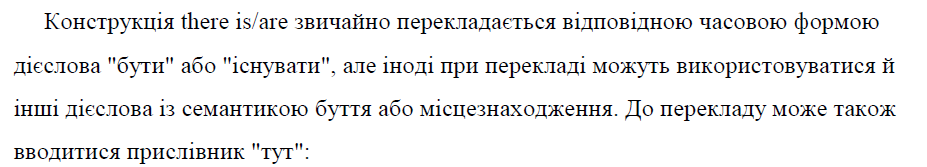 Конструкція there is/are звичайно перекладається відповідною часовою формою
дієслова "бути" або "існувати", але іноді при перекладі можуть використовуватися й
інші дієслова із семантикою буття або місцезнаходження. До перекладу може також
вводитися прислівник "тут":